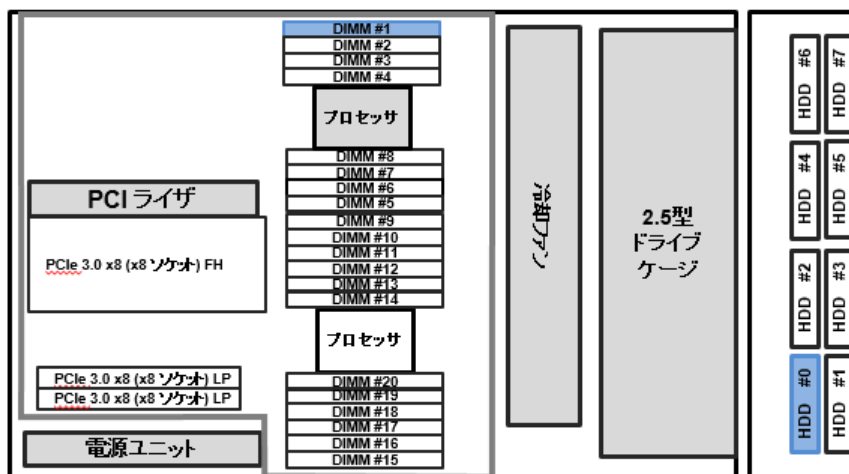 DIMM #1
DIMM #2
DIMM #3
DIMM #4
プロセッサ
DIMM #8
DIMM #7
DIMM #6
DIMM #5
DIMM #9
DIMM #10
DIMM #11
DIMM #12
DIMM #13
DIMM #14
プロセッサ
DIMM #20
DIMM #19
DIMM #18
DIMM #17
DIMM #16
DIMM #15
PCI ライザ
PCIe 3.0 x8 (x8 ソケット) FH
PCIe 3.0 x8 (x8 ソケット) LP
PCIe 3.0 x8 (x8 ソケット) LP
電源ユニット
冷却ファン
2.5型
ドライブ
ケージ
HDD #6
HDD #7
HDD #4
HDD #5
HDD #2
HDD #3
HDD #0
HDD #1